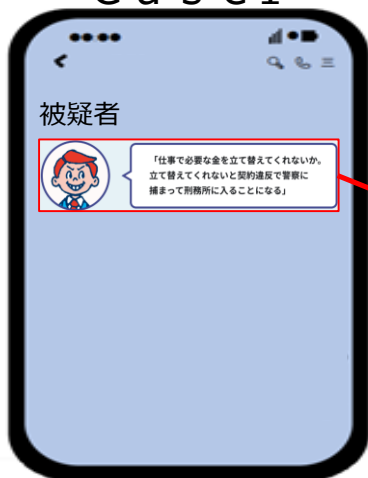 被疑者
「仕事で必要な金を立て替えてくれないか。
立て替えてくれないと契約違反で警察に
捕まって刑務所に入ることになる」